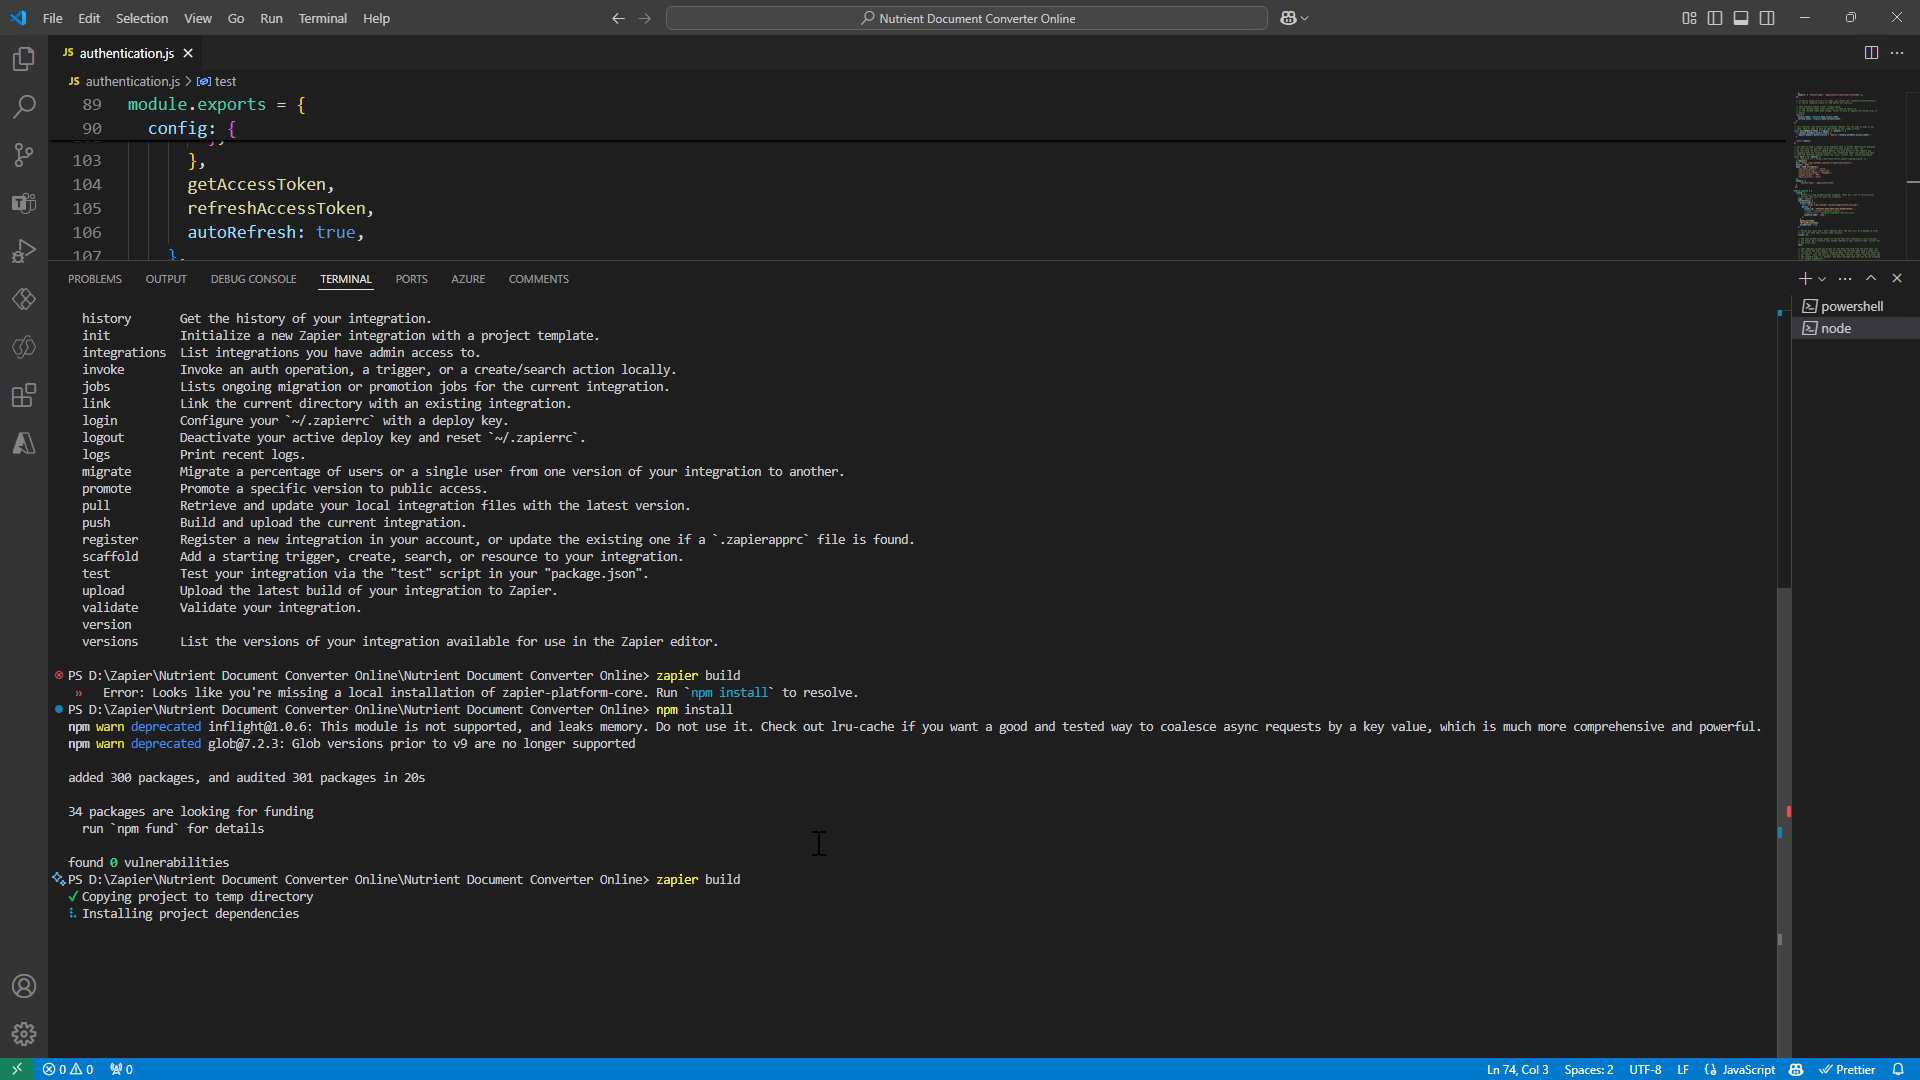 File Edit Selection View Go Run Terminal Help
Nutrient Document Converter Online
JS authentication.js
JS authentication.js > test
89 module.exports = {
90 config: {
103 },
104 getAccessToken,
105 refreshAccessToken,
106 autoRefresh: true,
107 },
PROBLEMS OUTPUT DEBUG CONSOLE TERMINAL PORTS AZURE COMMENTS
powershell
node
history Get the history of your integration.
init Initialize a new Zapier integration with a project template.
integrations List integrations you have admin access to.
invoke Invoke an auth operation, a trigger, or a create/search action locally.
jobs Lists ongoing migration or promotion jobs for the current integration.
link Link the current directory with an existing integration.
login Configure your `~/.zapierrc` with a deploy key.
logout Deactivate your active deploy key and reset `~/.zapierrc`.
logs Print recent logs.
migrate Migrate a percentage of users or a single user from one version of your integration to another.
promote Promote a specific version to public access.
pull Retrieve and update your local integration files with the latest version.
push Build and upload the current integration.
register Register a new integration in your account, or update the existing one if a `.zapierapprc` file is found.
scaffold Add a starting trigger, create, search, or resource to your integration.
test Test your integration via the "test" script in your "package.json".
upload Upload the latest build of your integration to Zapier.
validate Validate your integration.
version
versions List the versions of your integration available for use in the Zapier editor.
PS D:\Zapier\Nutrient Document Converter Online\Nutrient Document Converter Online> zapier build
» Error: Looks like you're missing a local installation of zapier-platform-core. Run `npm install` to resolve.
PS D:\Zapier\Nutrient Document Converter Online\Nutrient Document Converter Online> npm install
npm warn deprecated inflight@1.0.6: This module is not supported, and leaks memory. Do not use it. Check out lru-cache if you want a good and tested way to coalesce async requests by a key value, which is much more comprehensive and powerful.
npm warn deprecated glob@7.2.3: Glob versions prior to v9 are no longer supported
added 300 packages, and audited 301 packages in 20s
34 packages are looking for funding
run `npm fund` for details
found 0 vulnerabilities
PS D:\Zapier\Nutrient Document Converter Online\Nutrient Document Converter Online> zapier build
✓ Copying project to temp directory
⠧ Installing project dependencies
0 0 0 Ln 74, Col 3 Spaces: 2 UTF-8 LF {} JavaScript Prettier